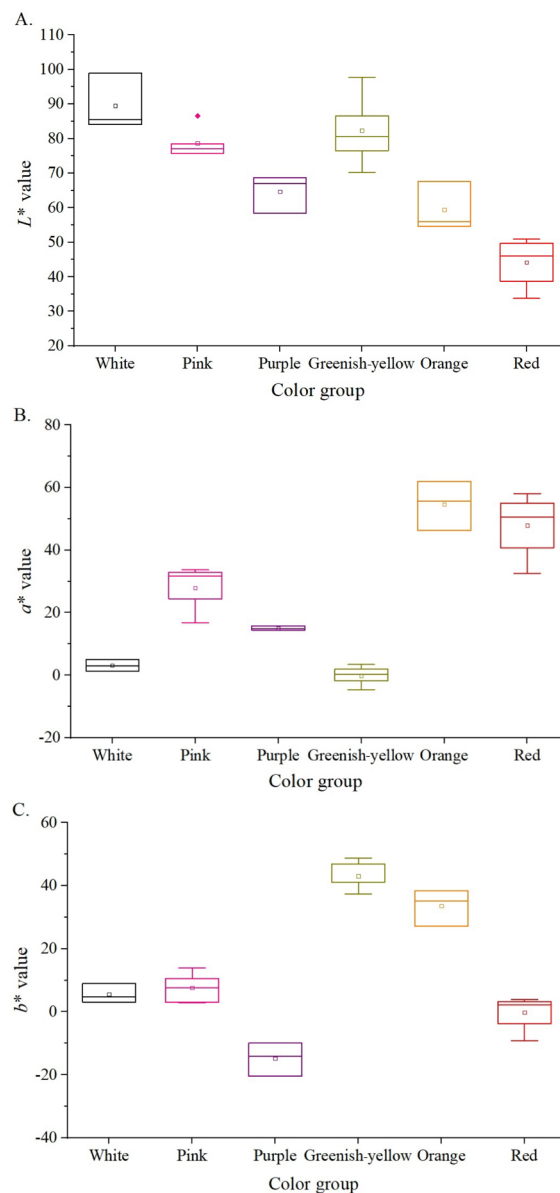 A.
110
100
90
80
70
60
50
40
30
20
L* value
White Pink Purple Greenish-yellow Orange Red
Color group
B.
80
60
40
20
0
-20
a* value
White Pink Purple Greenish-yellow Orange Red
Color group
C.
60
40
20
0
-20
-40
b* value
White Pink Purple Greenish-yellow Orange Red
Color group